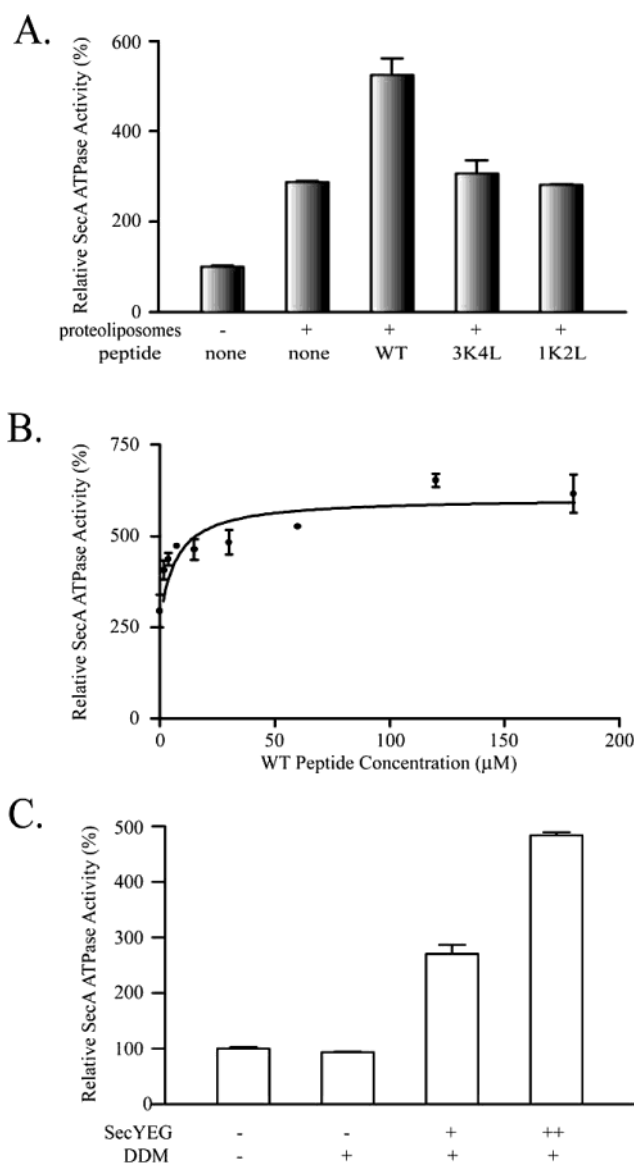 A.
Relative SecA ATPase Activity (%)
600
400
200
0
proteoliposomes - + + + +
peptide none none WT 3K4L 1K2L
B.
Relative SecA ATPase Activity (%)
750
500
250
0
0 50 100 150 200
WT Peptide Concentration (µM)
C.
Relative SecA ATPase Activity (%)
500
400
300
200
100
0
SecYEG - - + ++
DDM - + + +